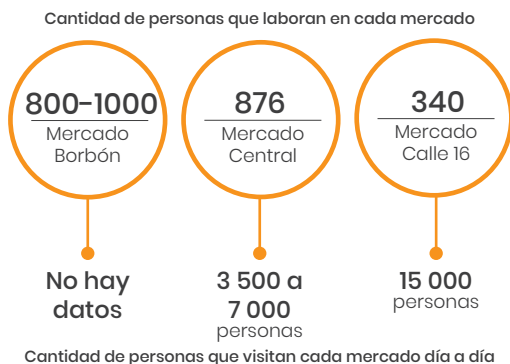 Cantidad de personas que laboran en cada mercado
800-1000
Mercado
Borbón
876
Mercado
Central
340
Mercado
Calle 16
No hay
datos
3 500 a
7 000
personas
15 000
personas
Cantidad de personas que visitan cada mercado día a día